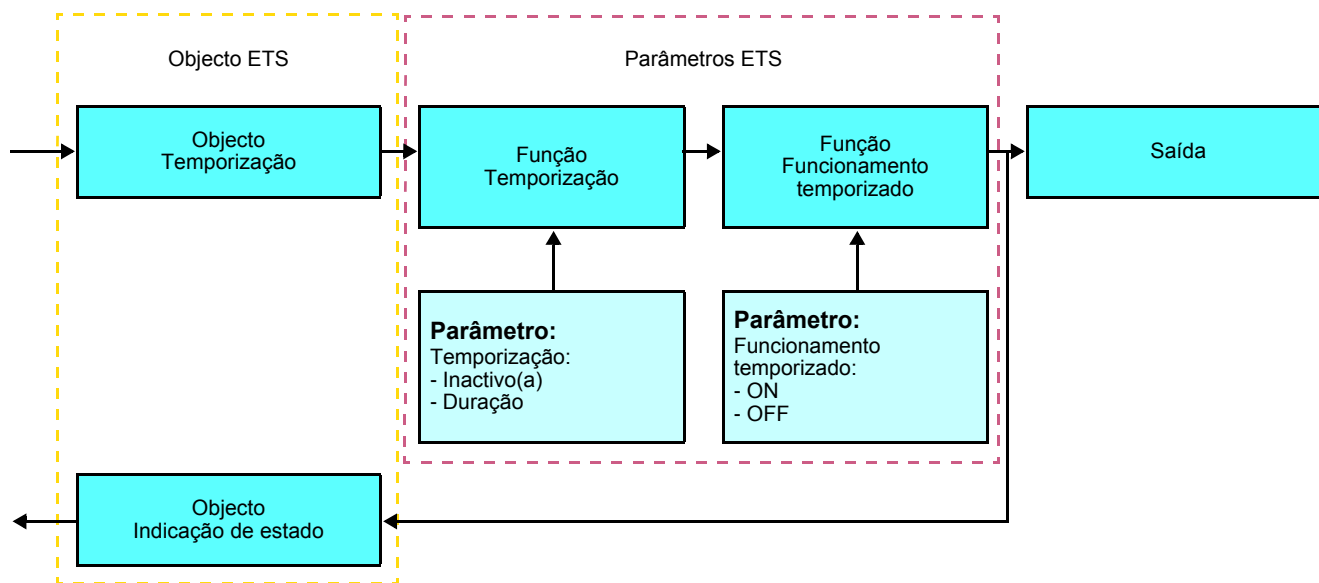 Objecto ETS
Parâmetros ETS
Objecto
Temporização
Função
Temporização
Função
Funcionamento
temporizado
Saída
Parâmetro:
Temporização:
- Inactivo(a)
- Duração
Parâmetro:
Funcionamento
temporizado:
- ON
- OFF
Objecto
Indicação de estado